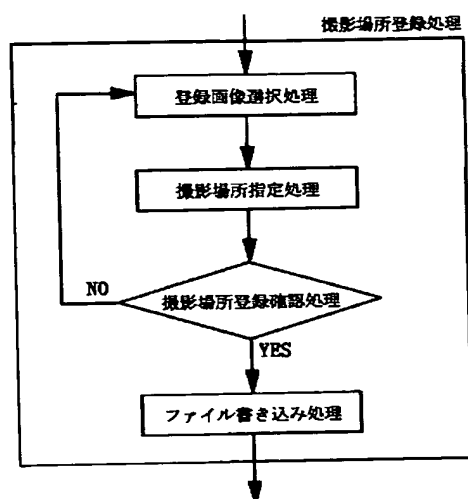 撮影場所登録処理
登録画像選択処理
撮影場所指定処理
撮影場所登録確認処理
NO
YES
ファイル書き込み処理